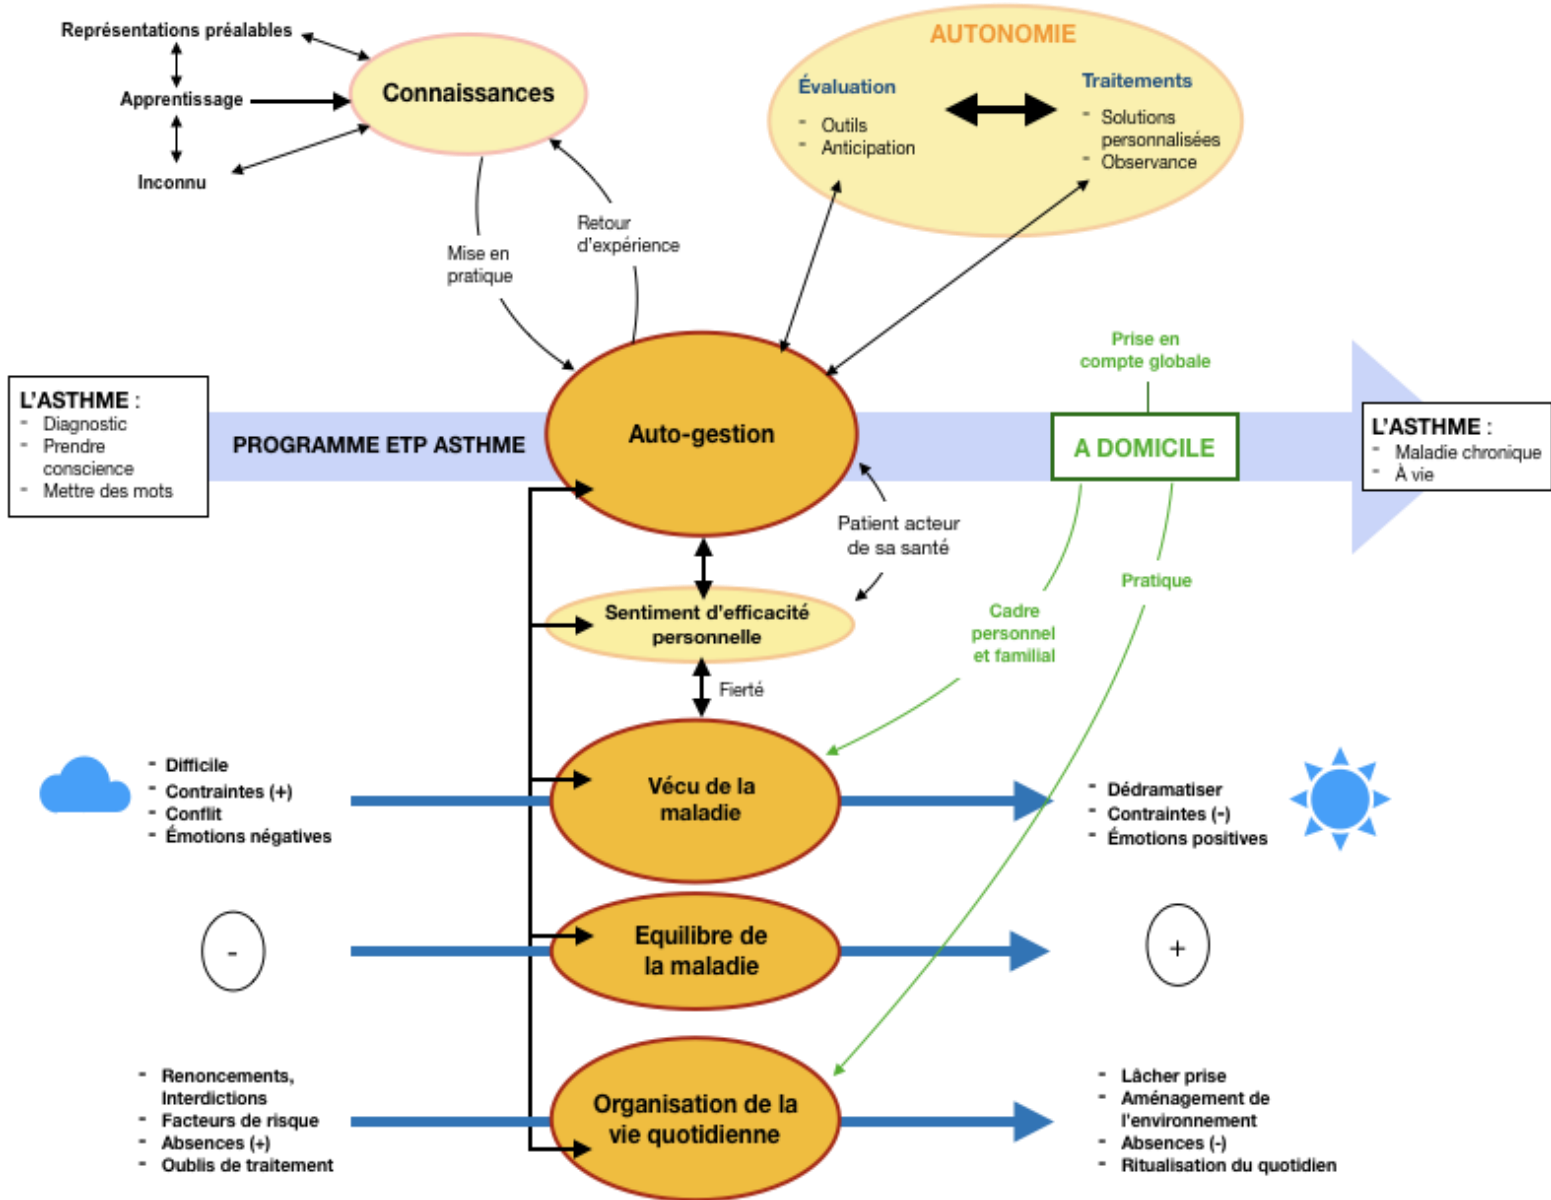 Représentations préalables
Apprentissage
Inconnu
Connaissances
AUTONOMIE
Évaluation
- Outils
- Anticipation
Traitements
- Solutions
personnalisées
- Observance
Mise en
pratique
Retour
d'expérience
L'ASTHME :
- Diagnostic
- Prendre
conscience
- Mettre des mots
PROGRAMME ETP ASTHME
Auto-gestion
Prise en
compte globale
A DOMICILE
L'ASTHME :
- Maladie chronique
- À vie
Patient acteur
de sa santé
Sentiment d'efficacité
personnelle
Fierté
Cadre
personnel
et familial
Pratique
- Difficile
- Contraintes (+)
- Conflit
- Émotions négatives
Vécu de la
maladie
- Dédramatiser
- Contraintes (-)
- Émotions positives
-
Equilibre de
la maladie
+
- Renoncements,
Interdictions
- Facteurs de risque
- Absences (+)
- Oublis de traitement
Organisation de la
vie quotidienne
- Lâcher prise
- Aménagement de
l'environnement
- Absences (-)
- Ritualisation du quotidien